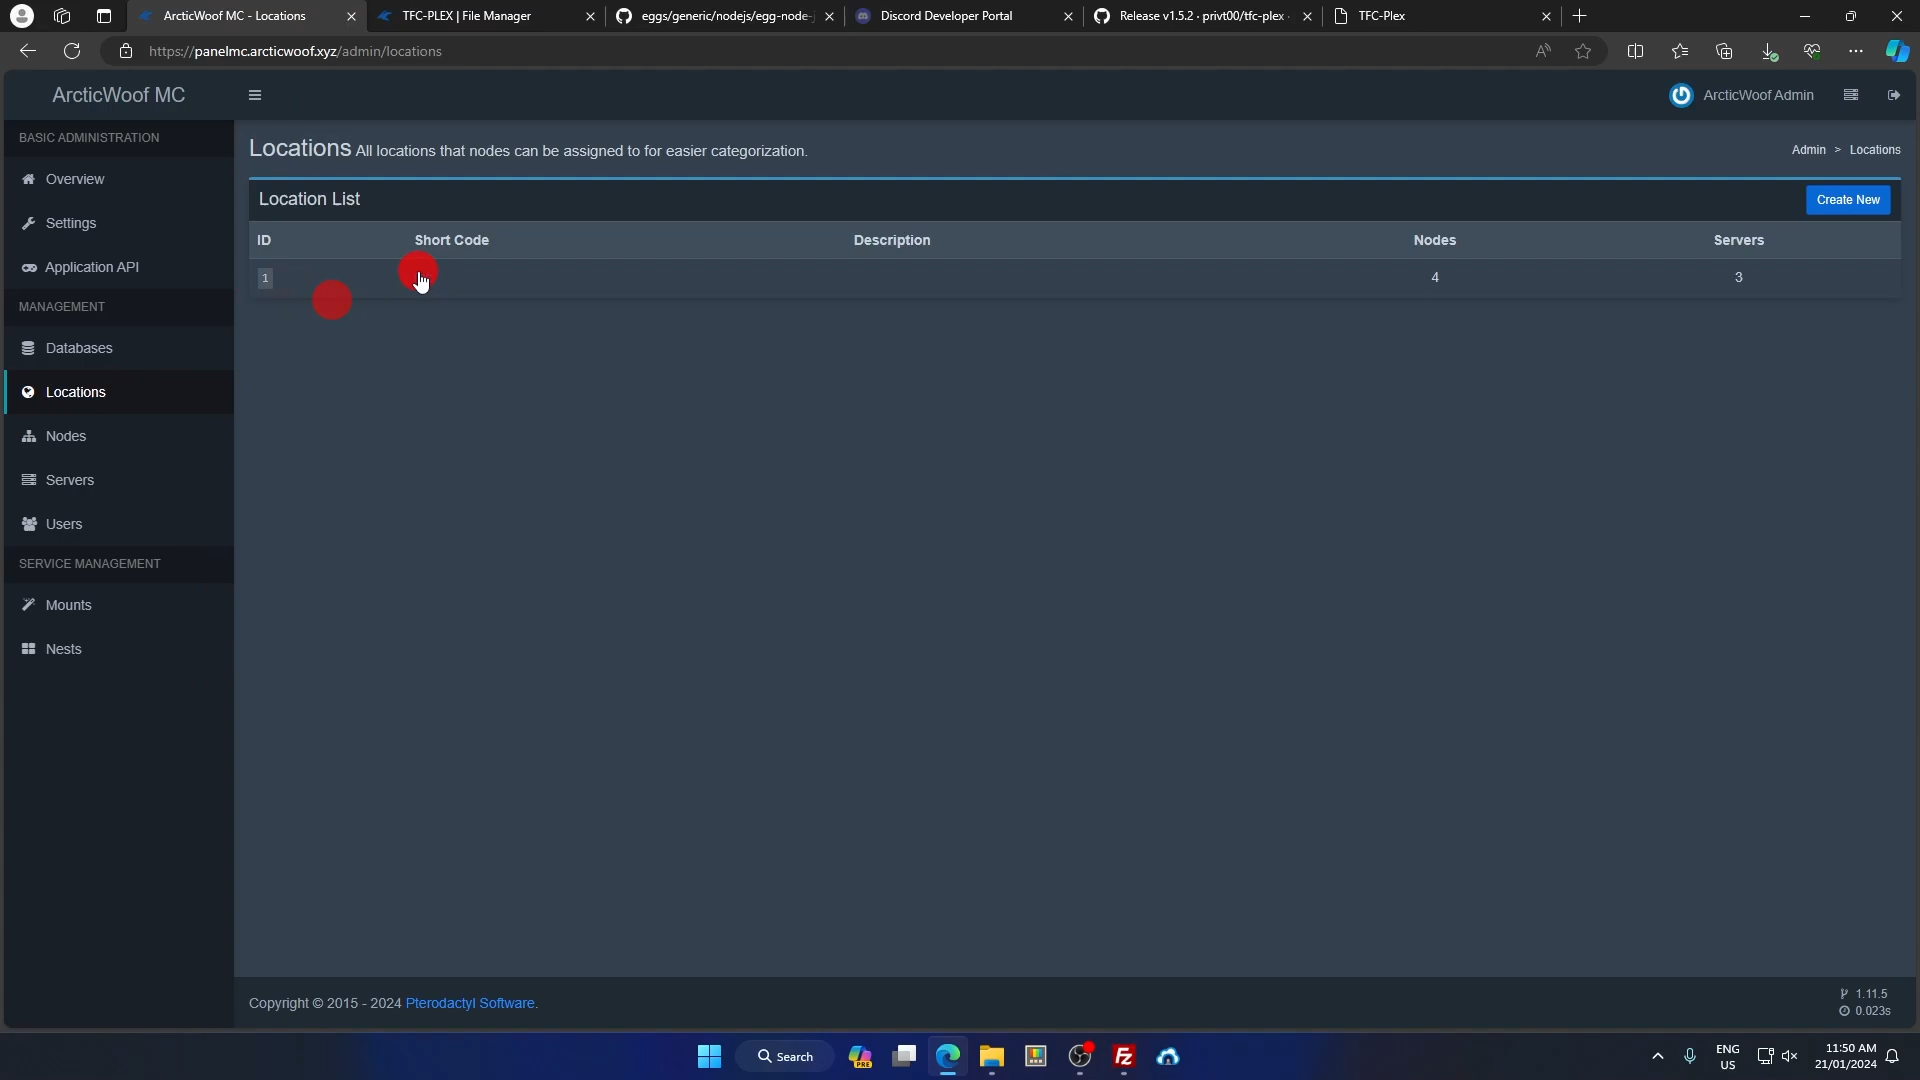 ArcticWoof MC - Locations
TFC-PLEX | File Manager
eggs/generic/nodejs/egg-node-j
Discord Developer Portal
Release v1.5.2 · privt00/tfc-plex ·
TFC-Plex
https://panelmc.arcticwoof.xyz/admin/locations
ArcticWoof MC
ArcticWoof Admin
BASIC ADMINISTRATION
Overview
Settings
Application API
MANAGEMENT
Databases
Locations
Nodes
Servers
Users
SERVICE MANAGEMENT
Mounts
Nests
Locations All locations that nodes can be assigned to for easier categorization.
Admin > Locations
Location List
Create New
ID Short Code Description Nodes Servers
1 4 3
Copyright © 2015 - 2024 Pterodactyl Software.
1.11.5
0.023s
Search
PRE
ENG
US
11:50 AM
21/01/2024